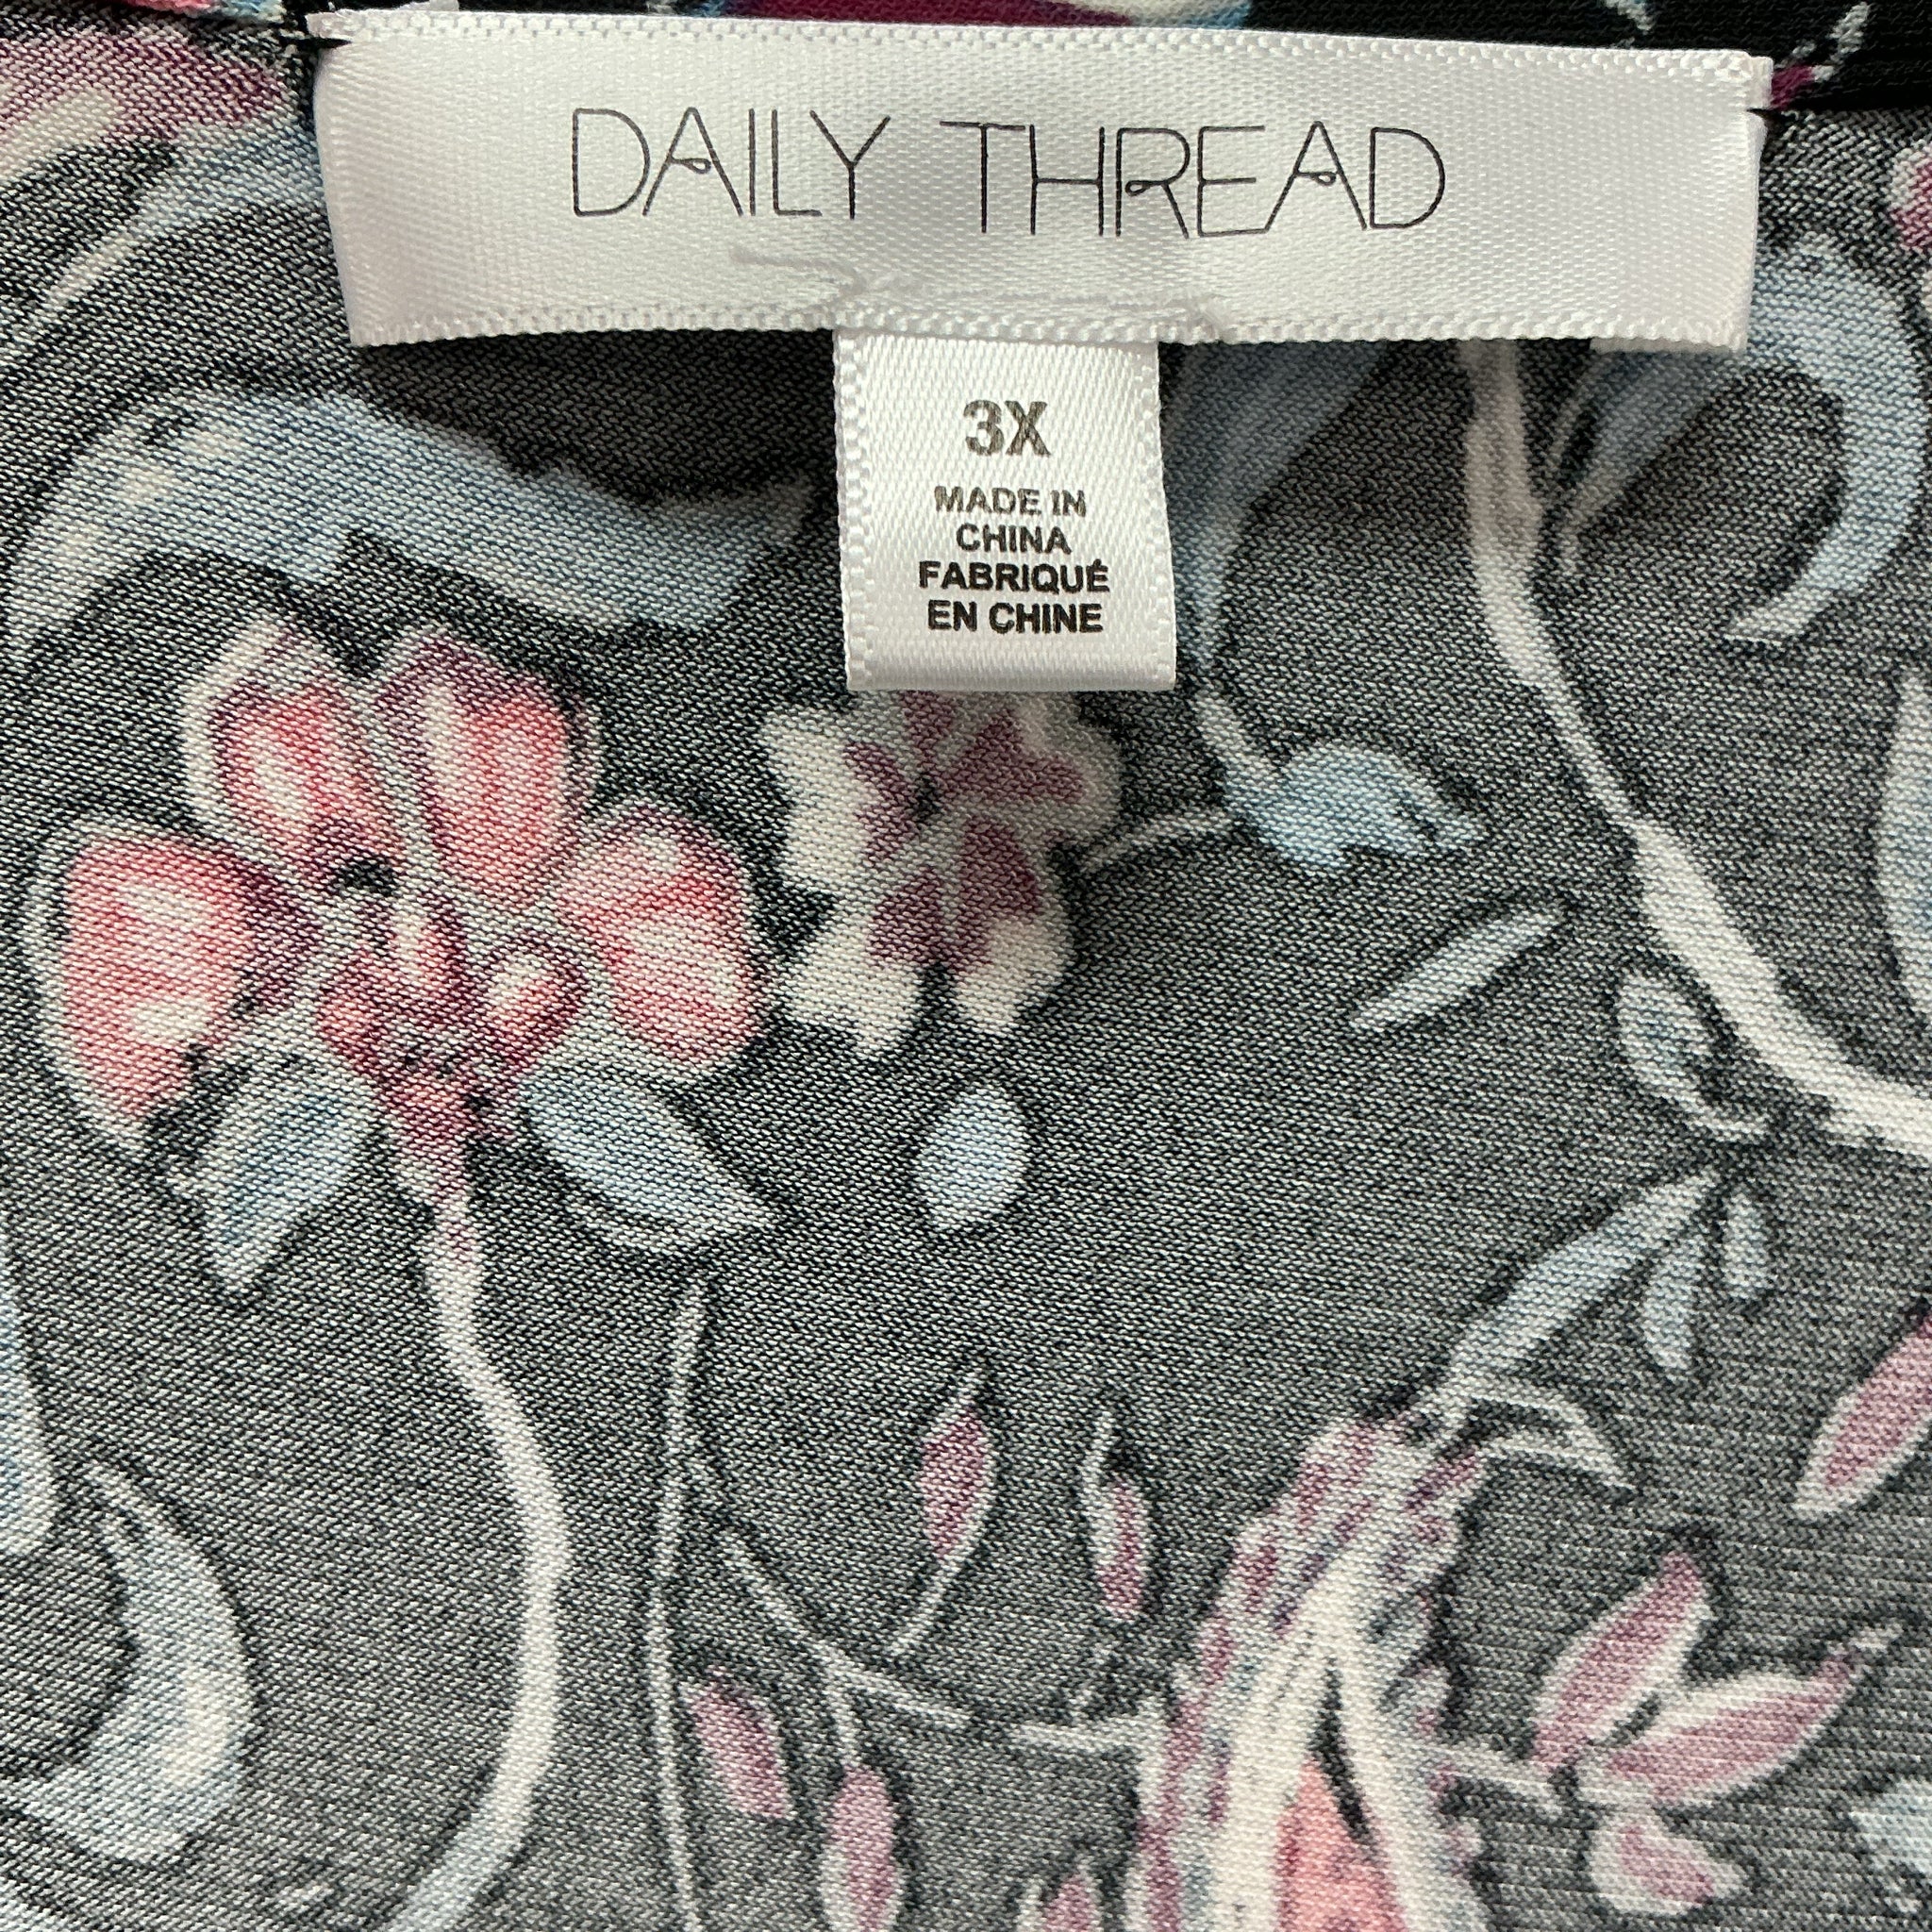 DAILY THREAD
3X
MADE IN
CHINA
FABRIQUÉ
EN CHINE